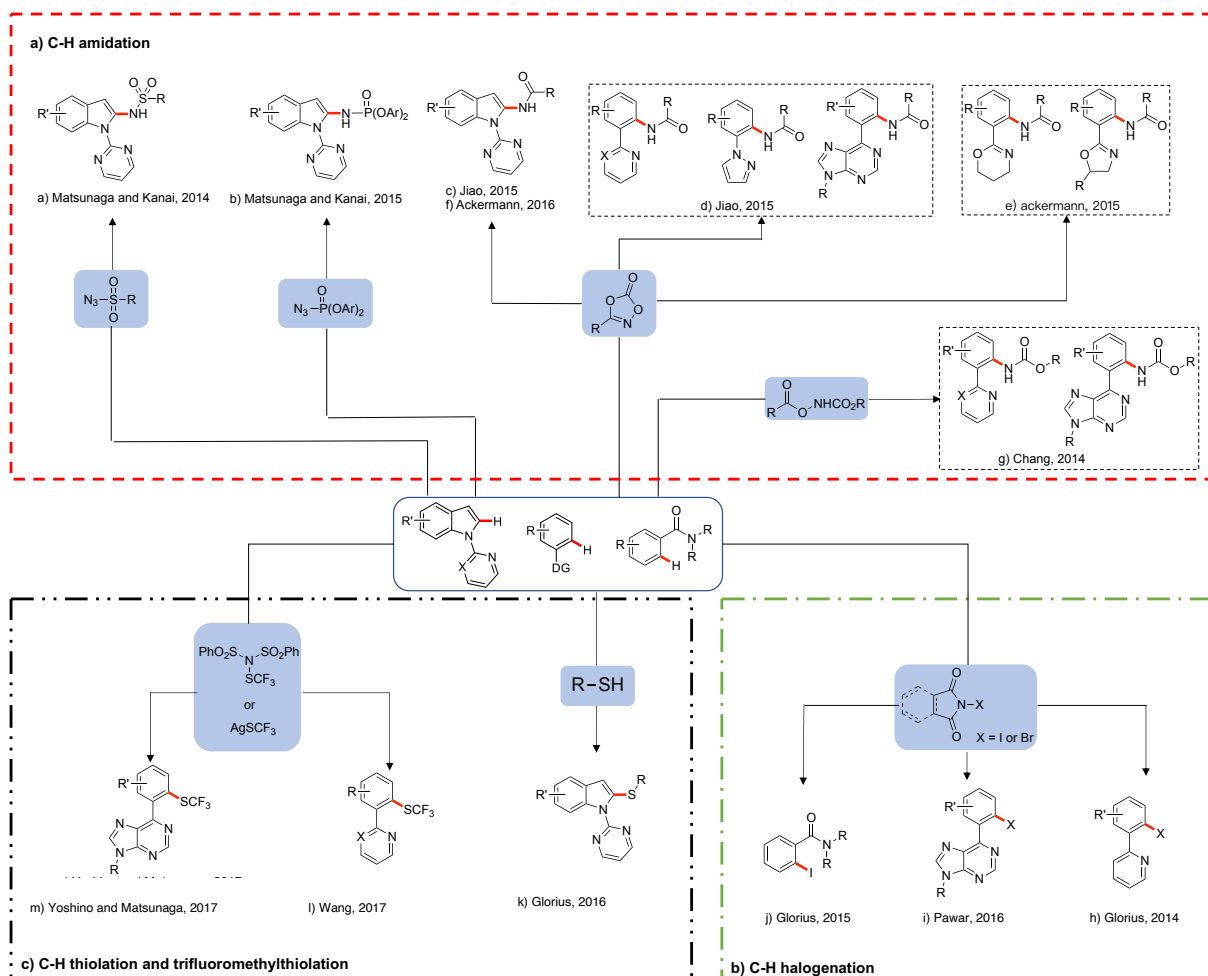 a) C-H amidation
O O
S R
R'
NH
N
N N
a) Matsunaga and Kanai, 2014
O
R'
N P(OAr)2
H
N
N N
b) Matsunaga and Kanai, 2015
O
R
R'
NH
N
N N
c) Jiao, 2015
f) Ackermann, 2016
R
R
N O
H
X N
R
R
N O
H
N
N
R
R'
N O
H
N
N
N N
R
d) Jiao, 2015
R
R
N O
H
O N
R
R'
N O
H
O N
R
e) ackermann, 2015
O
N3 S R
O
O
N3 P(OAr)2
O
O O
R N
O
R O NHCO2R
R'
O
N O R
H
X N
R'
O
N O R
H
N
N
N N
R
g) Chang, 2014
R'
H
N
X N
R
H
DG
O
R
N R
R
H
PhO2S SO2Ph
N
SCF3
or
AgSCF3
R-SH
O
N-X
O
X = I or Br
R'
SCF3
N
N
N N
R
m) Yoshino and Matsunaga, 2017
R
SCF3
X N
l) Wang, 2017
R
R'
S
N
N N
k) Glorius, 2016
O
N R
R
I
j) Glorius, 2015
R'
X
N
N
N N
R
i) Pawar, 2016
R'
X
N
h) Glorius, 2014
c) C-H thiolation and trifluoromethylthiolation
b) C-H halogenation